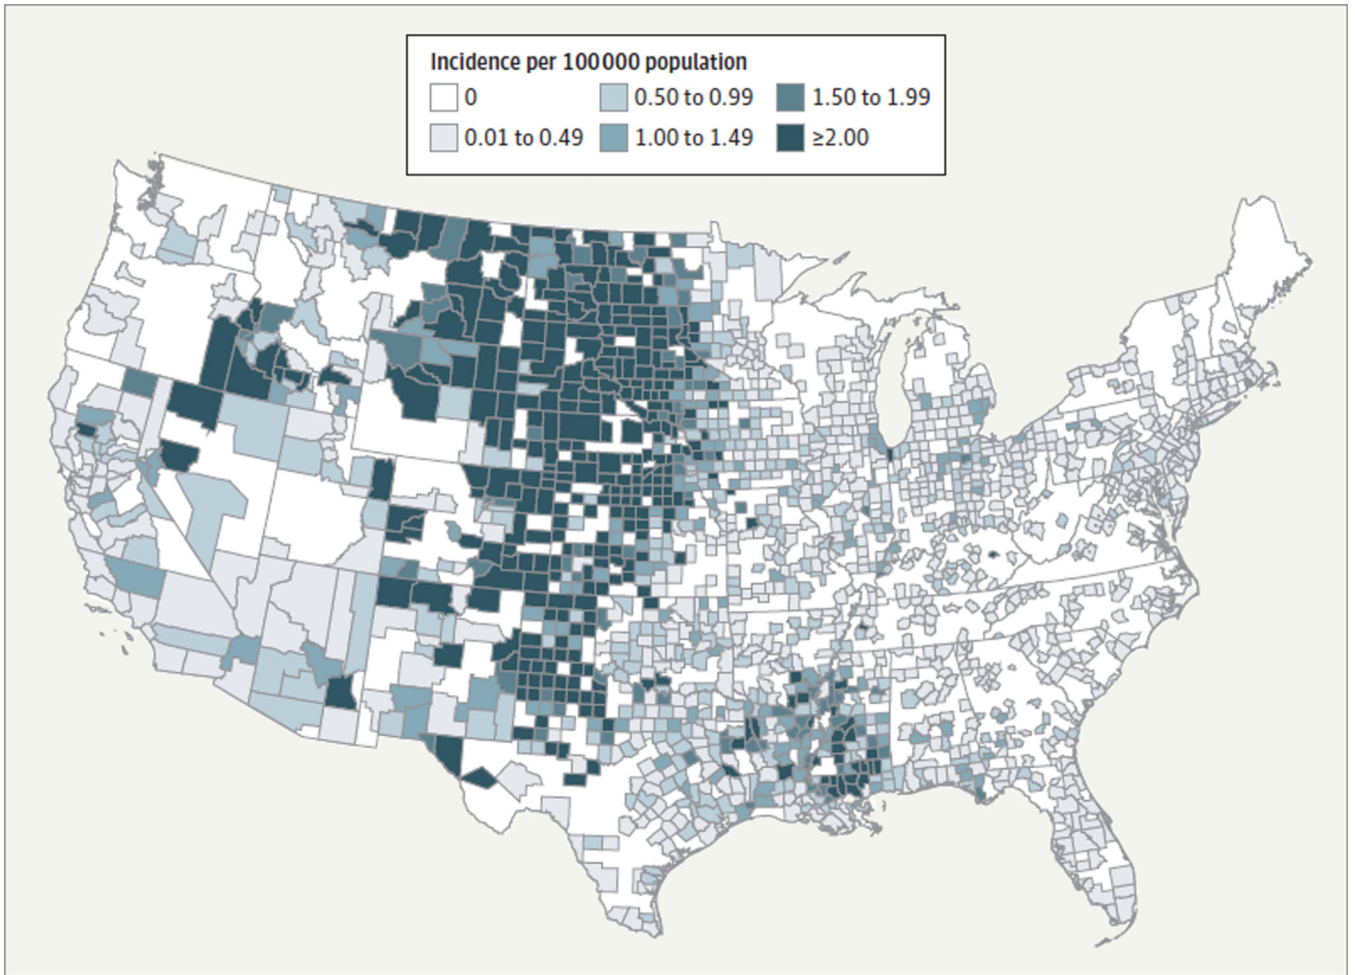 Incidence per 100 000 population
0
0.50 to 0.99
1.50 to 1.99
0.01 to 0.49
1.00 to 1.49
≥2.00